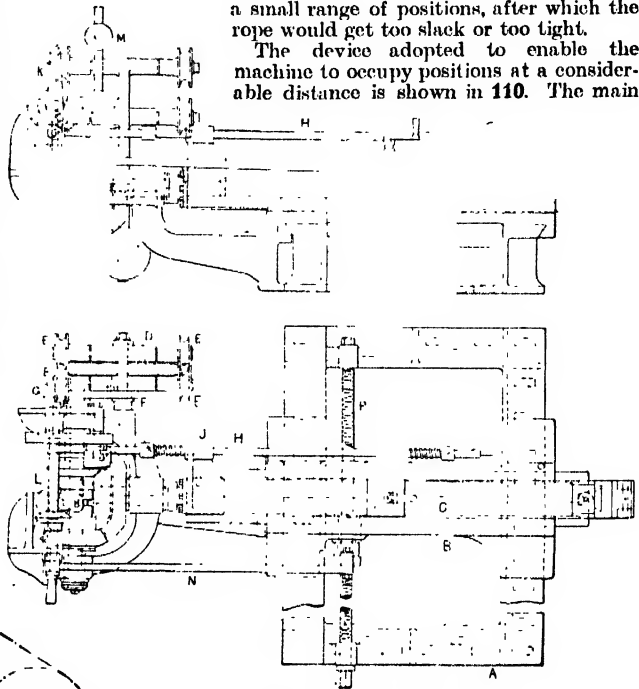 a small range of positions, after which the
rope would get too slack or too tight.
The device adopted to enable the
machine to occupy positions at a consider-
able distance is shown in 110. The main
M
K
H
E
D
E
E
G
F
E
J
H
P
L
C
B
N
A